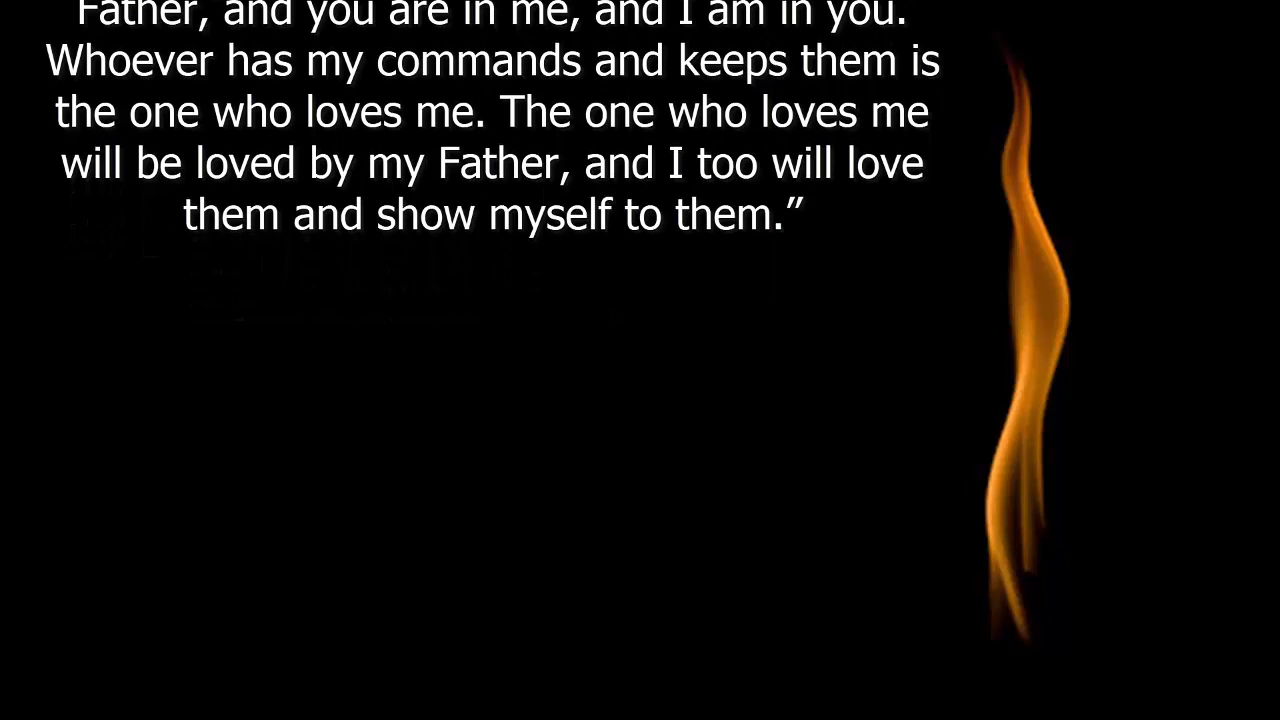 Father, and you are in me, and I am in you.
Whoever has my commands and keeps them is
the one who loves me. The one who loves me
will be loved by my Father, and I too will love
them and show myself to them.”